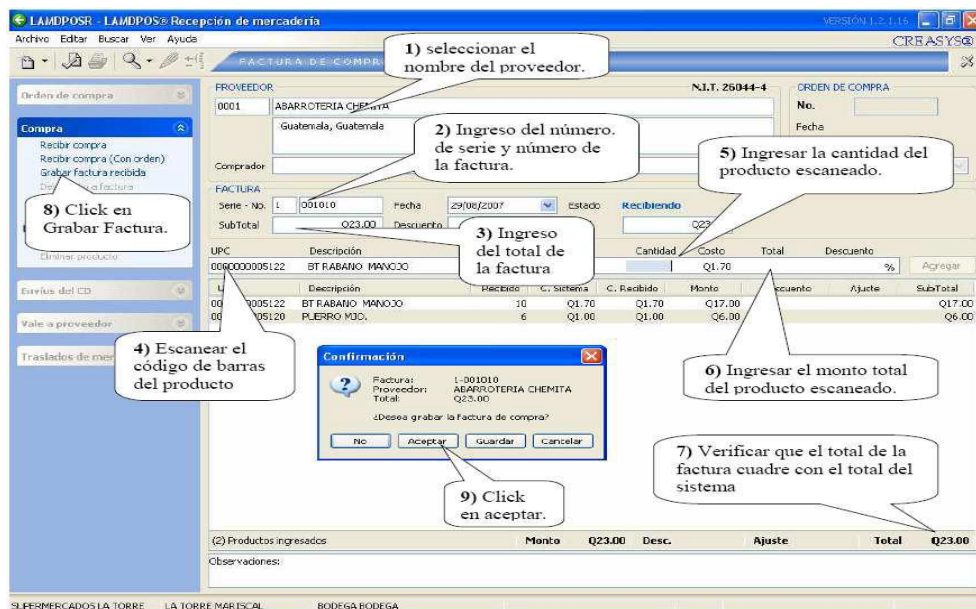 LAMDPOSR - LAMDPOS® Recepción de mercadería
VERSIÓN 1.2.1.16
Archivo Editar Buscar Ver Ayuda
CREASYS®
FACTURA DE COMPR
1) seleccionar el
nombre del proveedor.
Orden de compra
Compra
Recibir compra
Recibir compra (Con orden)
Grabar factura recibida
8) Click en
Grabar Factura.
Eliminar producto
Envíos del CD
Vale a proveedor
Traslados de mer
PROVEEDOR
N.I.T. 26044-4
0001 ABARROTERIA CHEMITA
Guatemala, Guatemala
Comprador
ORDEN DE COMPRA
No.
Fecha
2) Ingreso del número.
de serie y número de
la factura.
5) Ingresar la cantidad del
producto escaneado.
FACTURA
Serie - No. 1 001010 Fecha 29/08/2007 Estado Recibiendo
SubTotal Q23.00 Descuento
3) Ingreso
del total de
la factura
UPC Descripción Cantidad Costo Total Descuento
0000000005122 BT RABANO MANOJO Q1.70 % Agregar
Descripción Recibido C. Sistema C. Recibido Monto Ajuste SubTotal
005122 BT RABANO MANOJO 10 Q1.70 Q1.70 Q17.00 Q17.00
005120 PUERRO MJO. 6 Q1.00 Q1.00 Q6.00 Q6.00
4) Escanear el
código de barras
del producto
6) Ingresar el monto total
del producto escaneado.
Confirmación
Factura: 1-001010
Proveedor: ABARROTERIA CHEMITA
Total: Q23.00
¿Desea grabar la factura de compra?
No Aceptar Guardar Cancelar
7) Verificar que el total de la
factura cuadre con el total del
sistema
9) Click
en aceptar.
(2) Productos ingresados Monto Q23.00 Desc. Ajuste Total Q23.00
Observaciones:
SUPERMERCADOS LA TORRE LA TORRE MARISCAL BODEGA BODEGA